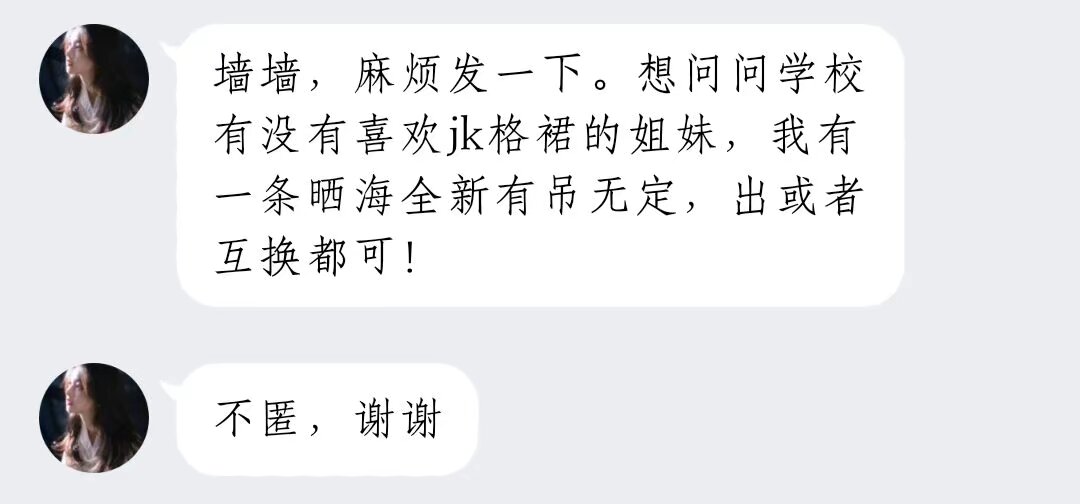 墙墙，麻烦发一下。想问问学校
有没有喜欢jk格裙的姐妹，我有
一条晒海全新有吊无定，出或者
互换都可！
不匿，谢谢